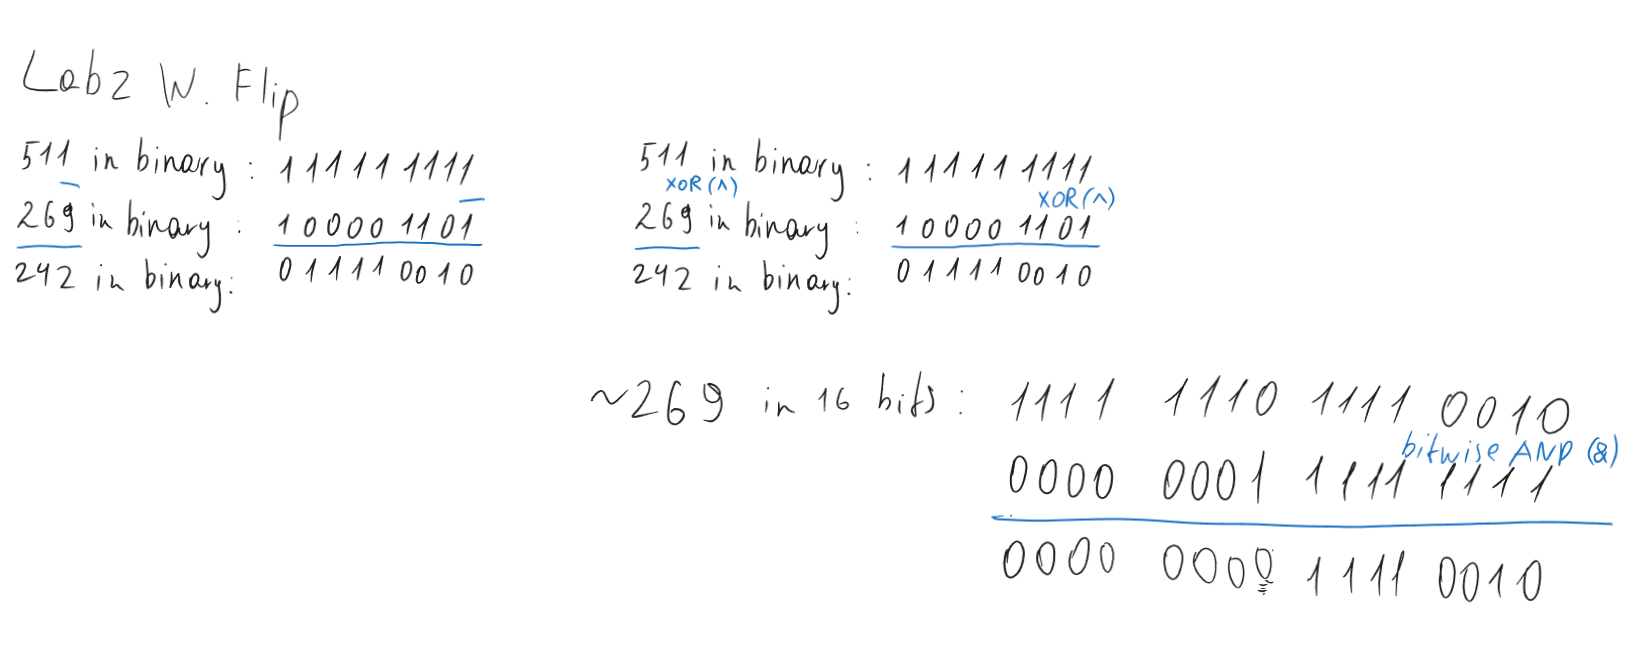 Lab2 W. Flip
511 in binary : 111111111
269 in binary : 100001101
242 in binary: 011110010
511 in binary : 111111111
XOR(^) XOR(^)
269 in binary : 100001101
242 in binary: 011110010
~269 in 16 bits : 1111 1110 1111 0010
bitwise AND (&)
0000 0001 1111 1111
0000 0000 1111 0010